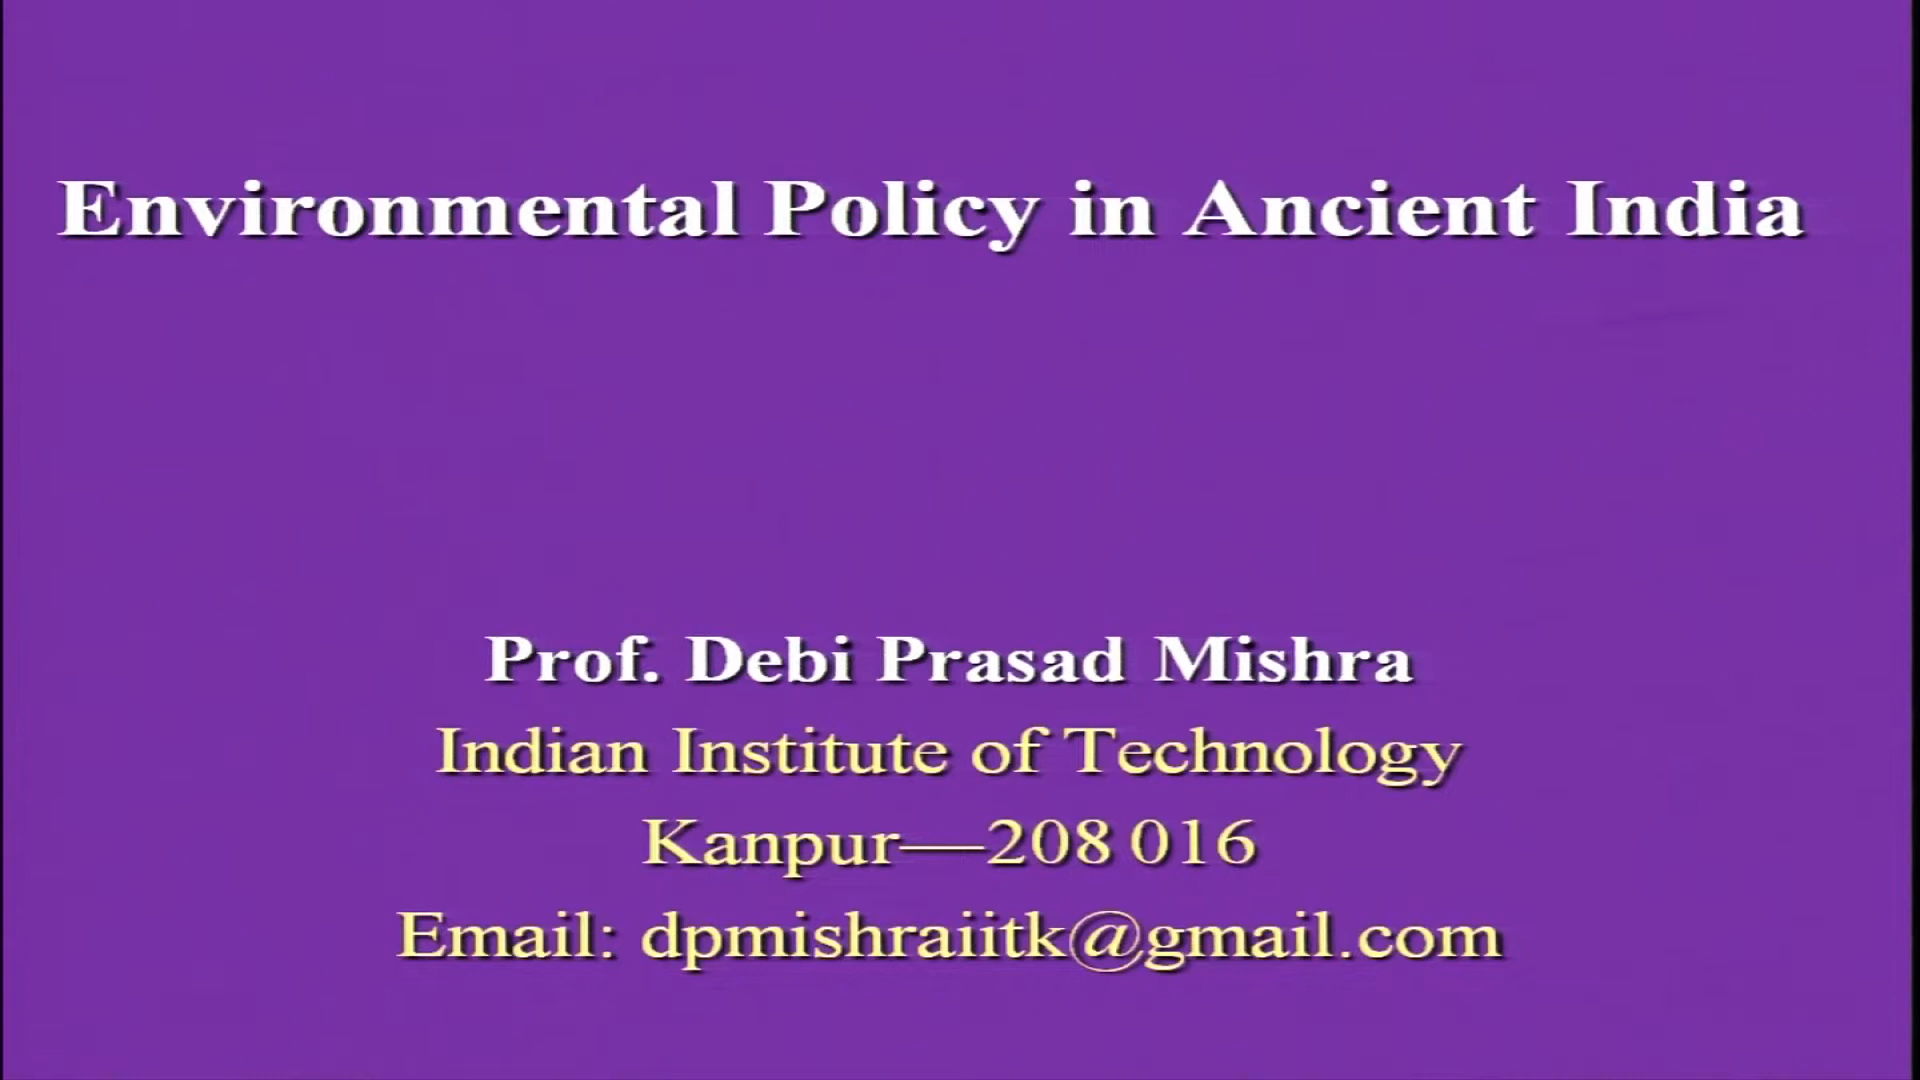 Environmental Policy in Ancient India
Prof. Debi Prasad Mishra
Indian Institute of Technology
Kanpur—208 016
Email: dpmishraiitk@gmail.com